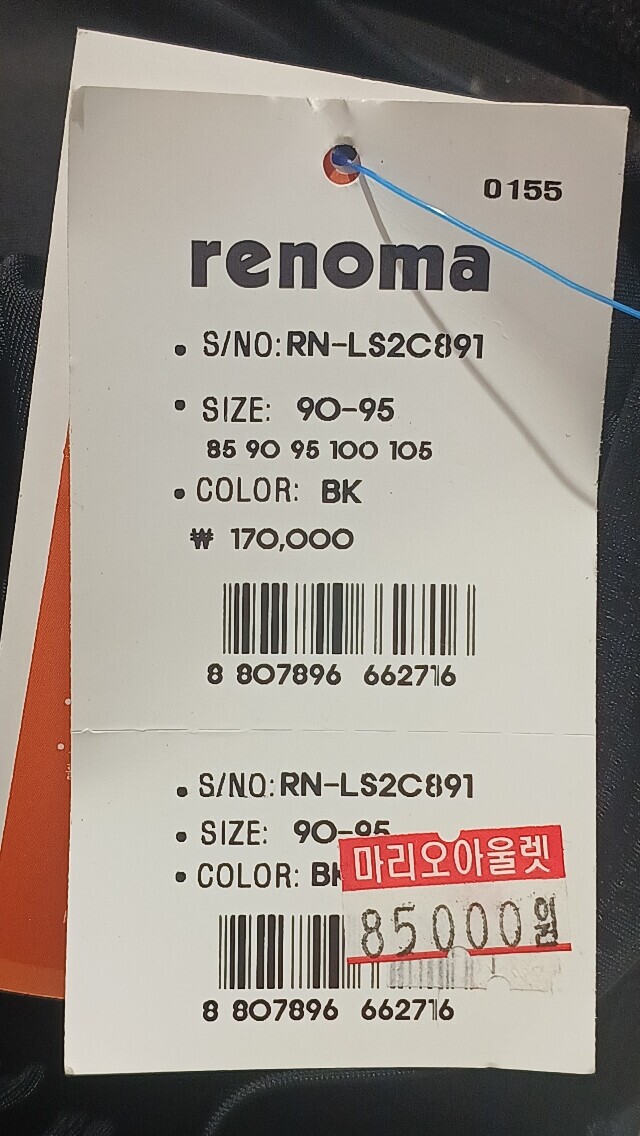 0155
renoma
• S/NO: RN-LS2C891
• SIZE: 90-95
85 90 95 100 105
• COLOR: BK
₩ 170,000
8 807896 662716
• S/NO: RN-LS2C891
• SIZE: 90-95
• COLOR: BK
마리오아울렛
85000원
8 807896 662716